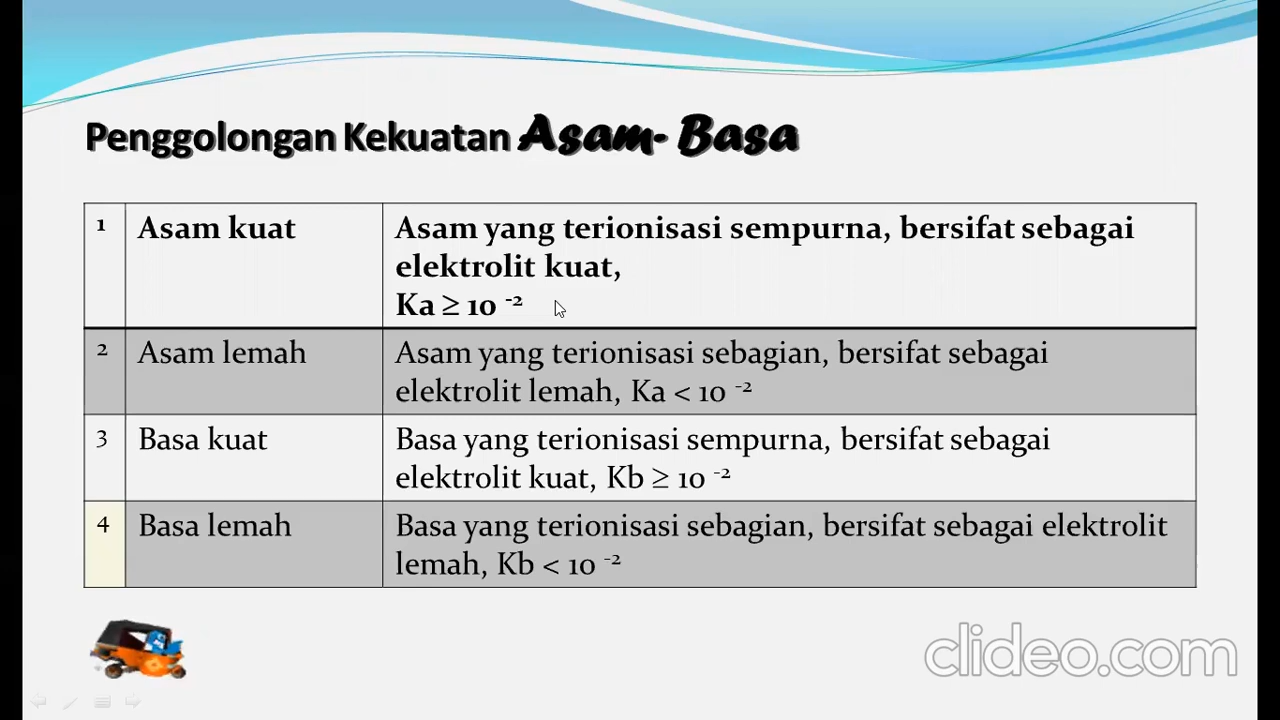 Penggolongan Kekuatan Asam- Basa
1 Asam kuat Asam yang terionisasi sempurna, bersifat sebagai
elektrolit kuat,
Ka ≥ 10 ⁻²
2 Asam lemah Asam yang terionisasi sebagian, bersifat sebagai
elektrolit lemah, Ka < 10 ⁻²
3 Basa kuat Basa yang terionisasi sempurna, bersifat sebagai
elektrolit kuat, Kb ≥ 10 ⁻²
4 Basa lemah Basa yang terionisasi sebagian, bersifat sebagai elektrolit
lemah, Kb < 10 ⁻²
clideo.com